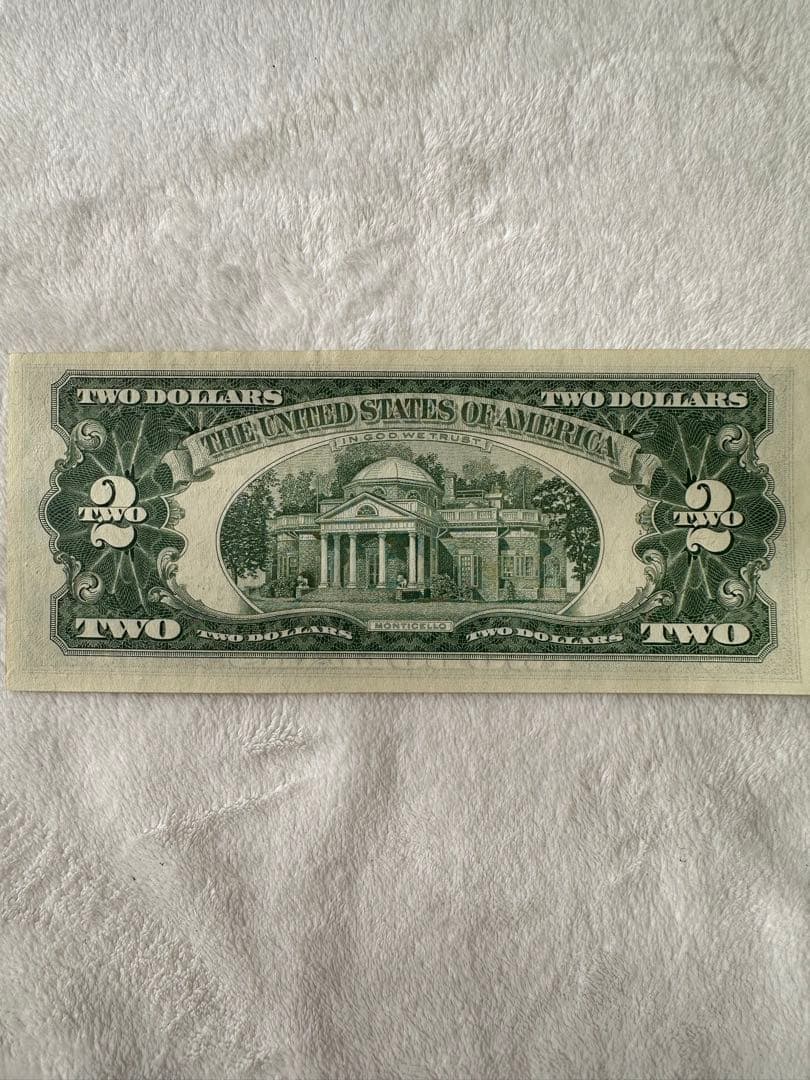 TWO DOLLARS TWO DOLLARS
THE UNITED STATES OF AMERICA
IN GOD WE TRUST
2 2
TWO TWO
TWO TWO DOLLARS MONTICELLO TWO DOLLARS TWO